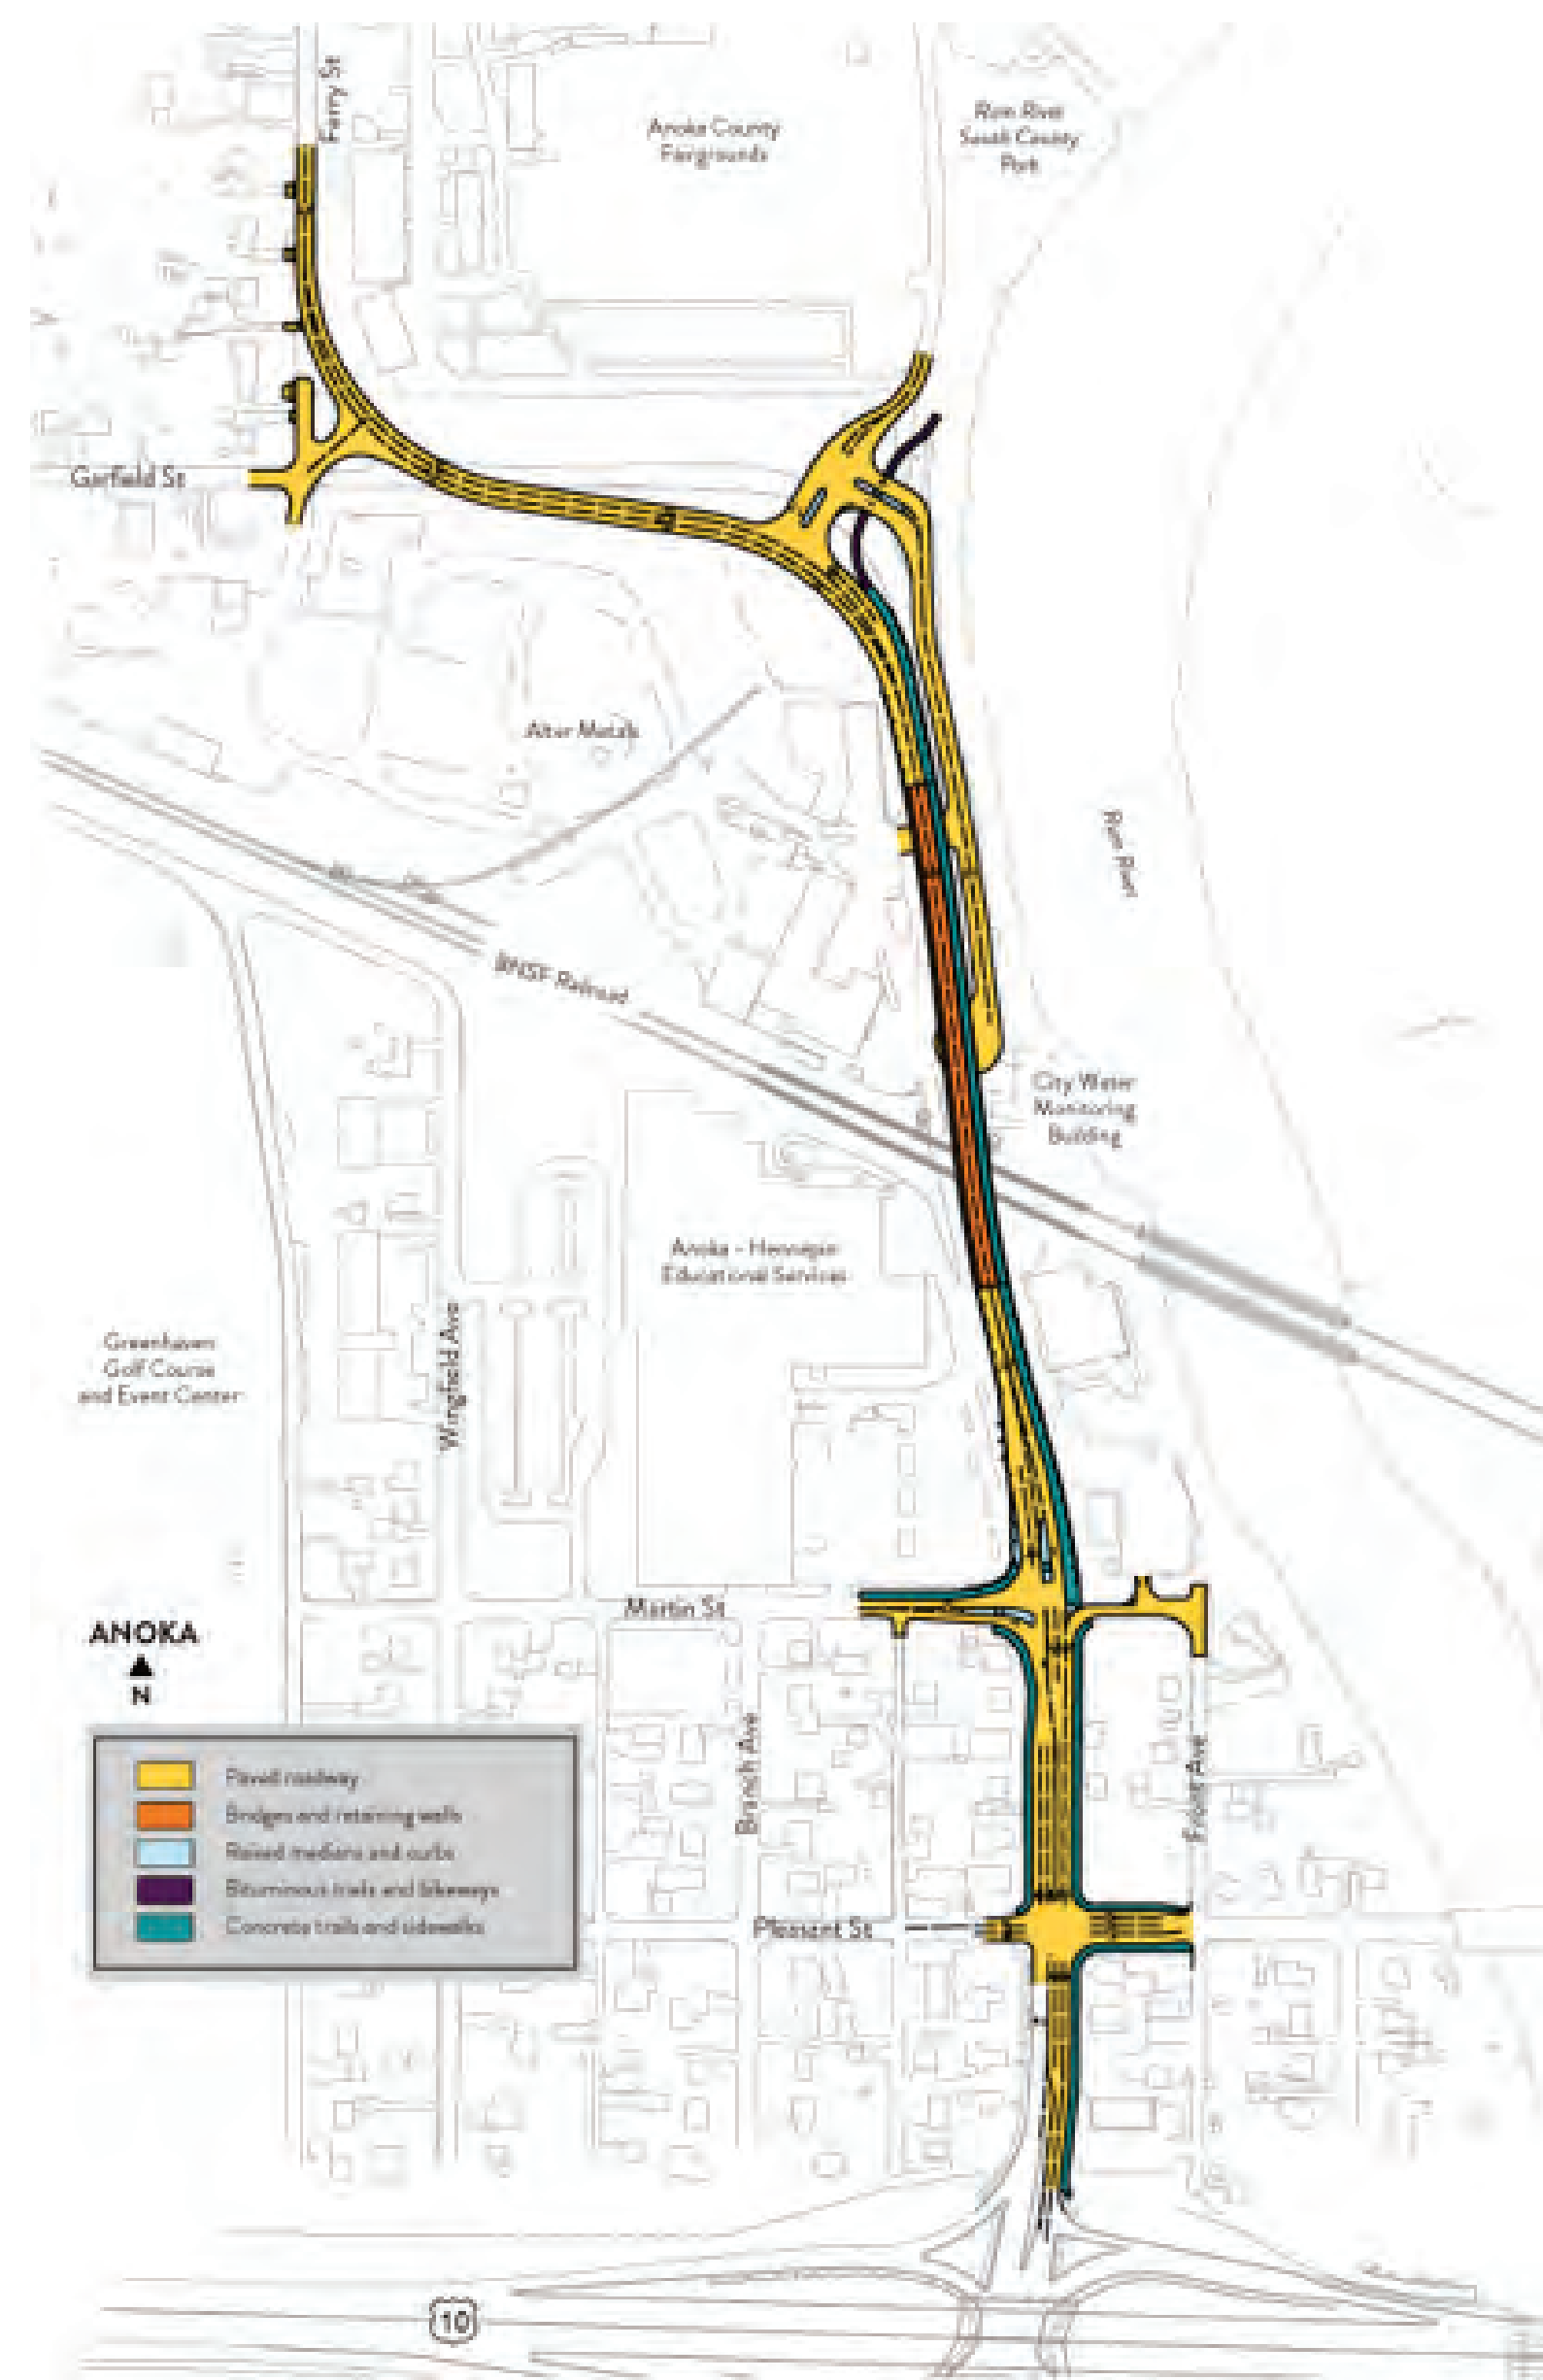 Ferry St
Anoka County
Fairgrounds
Rum River
South County
Park
Garfield St
Alter Metals
Rum River
BNSF Railroad
City Water
Monitoring
Building
Anoka - Hennepin
Educational Services
Greenhaven
Golf Course
and Event Center
Wingfield Ave
Martin St
ANOKA
N
Branch Ave
Front Ave
Paved roadway
Bridges and retaining walls
Raised medians and curbs
Bituminous trails and bikeways
Concrete trails and sidewalks
Pleasant St
10